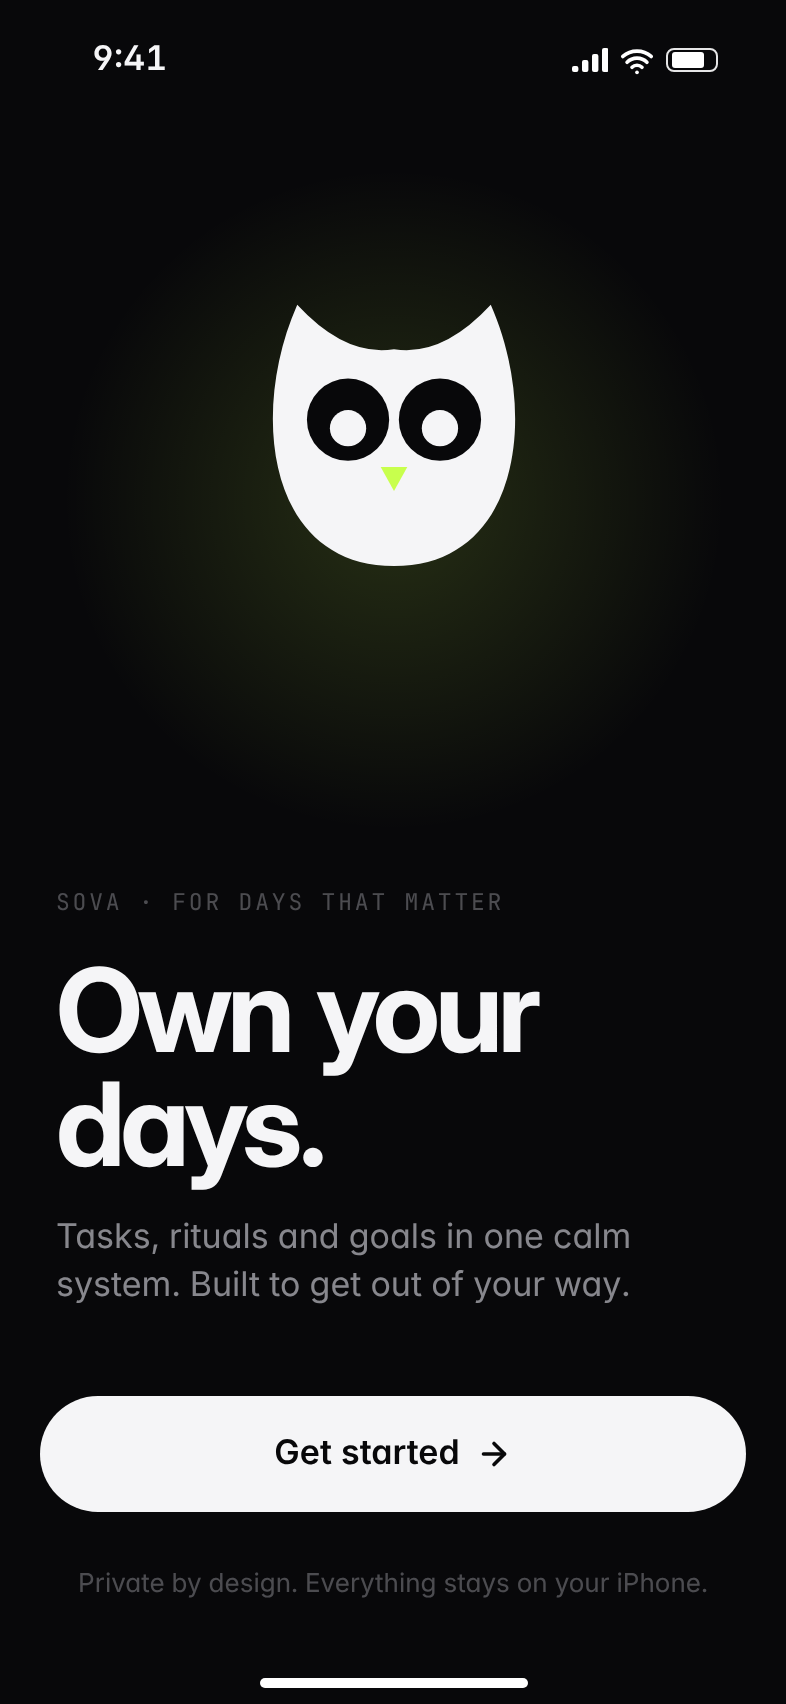 9:41
SOVA · FOR DAYS THAT MATTER
Own your
days.
Tasks, rituals and goals in one calm
system. Built to get out of your way.
Get started →
Private by design. Everything stays on your iPhone.